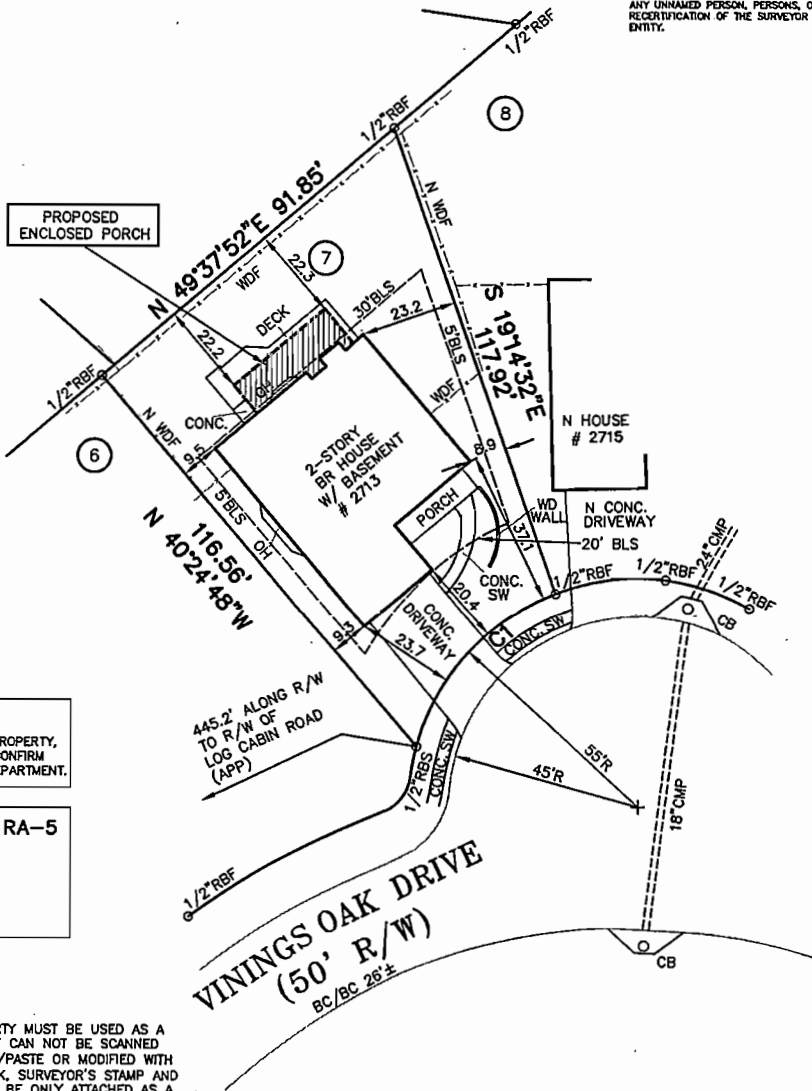 ANY UNNAMED PERSON, PERSONS, O
RECERTIFICATION OF THE SURVEYOR
ENTITY.
1/2"RBF
8
1/2"RBF
N 49°37'52"E 91.85'
PROPOSED
ENCLOSED PORCH
7
WDF
22.3
N WDF
DECK
30'BLS
23.2
S 19°14'32"E
117.92'
5'BLS
22.2
OH
WDF
1/2"RBF
N WDF
CONC.
6
9.5
2-STORY
BR HOUSE
W/ BASEMENT
# 2713
8.9
N HOUSE
# 2715
5'BLS
116.56'
N 40°24'48"W
OH
PORCH
WD
WALL
N CONC.
DRIVEWAY
20' BLS
37.1
24"CMP
CONC.
SW
1/2"RBF
1/2"RBF
1/2"RBF
20.4
CONC.
DRIVEWAY
C1
CONC. SW
CB
9.3
23.7
445.2' ALONG R/W
TO R/W OF
LOG CABIN ROAD
(APP)
55'R
45'R
1/2"RBS
CONC.SW
18"CMP
ROPERTY,
ONFIRM
PARTMENT.
RA-5
1/2"RBF
VININGS OAK DRIVE
(50' R/W)
BC/BC 26'±
CB
RTY MUST BE USED AS A
T CAN NOT BE SCANNED
/PASTE OR MODIFIED WITH
K, SURVEYOR'S STAMP AND
BE ONLY ATTACHED AS A